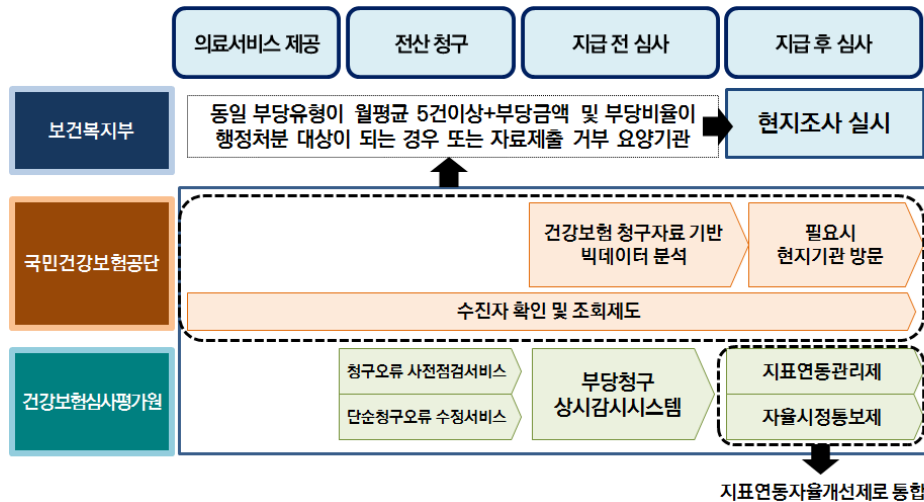 의료서비스 제공
전산 청구
지급 전 심사
지급 후 심사
보건복지부
동일 부당유형이 월평균 5건이상+부당금액 및 부당비율이
행정처분 대상이 되는 경우 또는 자료제출 거부 요양기관
현지조사 실시
국민건강보험공단
건강보험 청구자료 기반
빅데이터 분석
필요시
현지기관 방문
수진자 확인 및 조회제도
건강보험심사평가원
청구오류 사전점검서비스
단순청구오류 수정서비스
부당청구
상시감시시스템
지표연동관리제
자율시정통보제
지표연동자율개선제로 통합